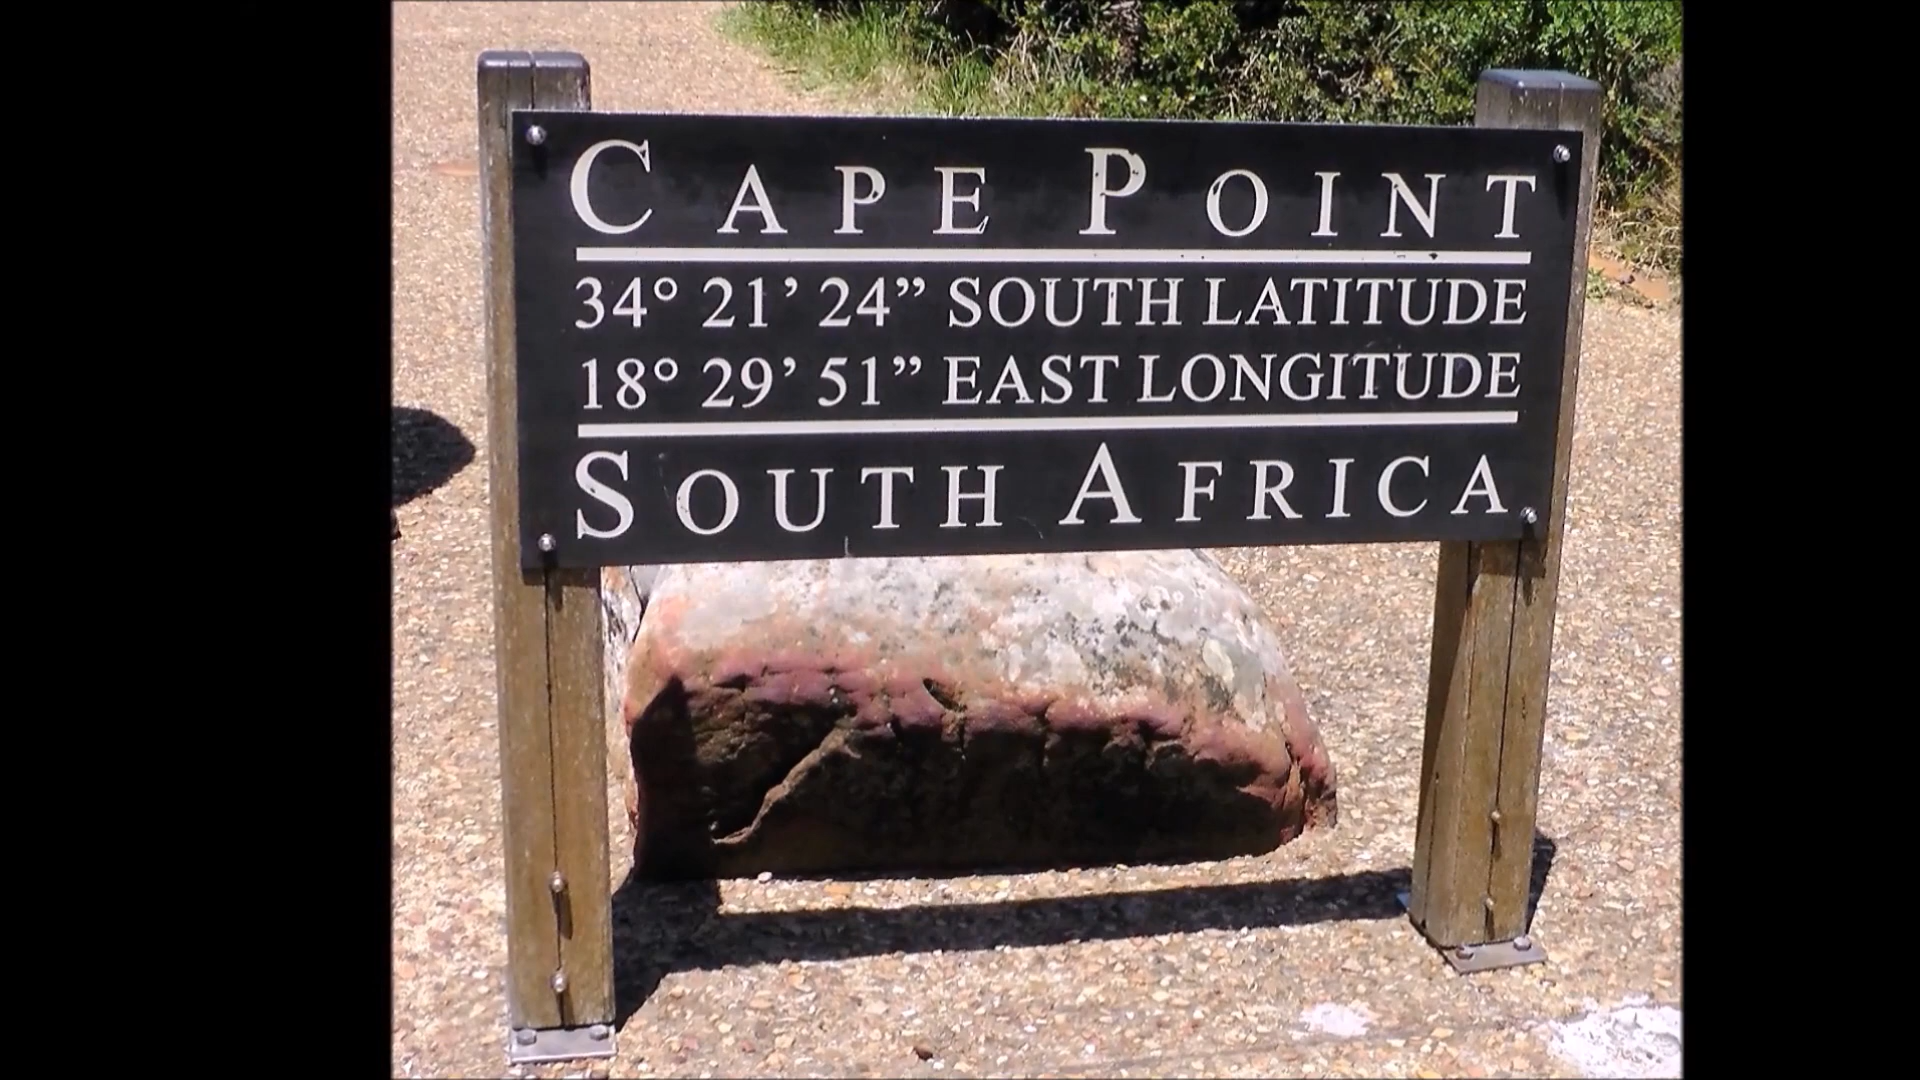 CAPE POINT
34° 21’ 24” SOUTH LATITUDE
18° 29’ 51” EAST LONGITUDE
SOUTH AFRICA